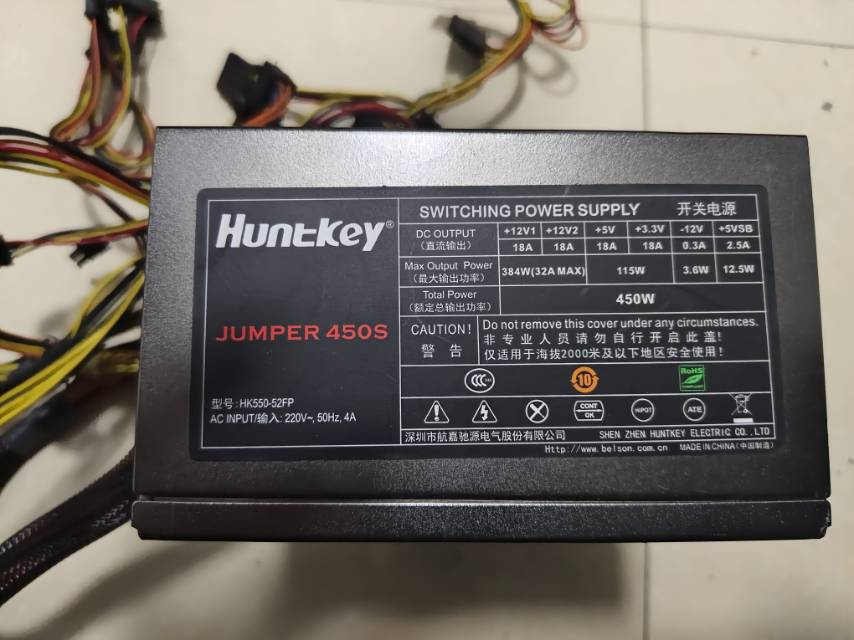 Huntkey®
JUMPER 450S
型号:HK550-52FP
AC INPUT/输入: 220V~, 50Hz, 4A
SWITCHING POWER SUPPLY 开关电源
DC OUTPUT +12V1 +12V2 +5V +3.3V -12V +5VSB
(直流输出) 18A 18A 18A 18A 0.3A 2.5A
Max Output Power 384W(32A MAX) 115W 3.6W 12.5W
(最大输出功率)
Total Power 450W
(额定总输出功率)
CAUTION! Do not remove this cover under any circumstances.
警 告 非专业人员请勿自行开启此盖!
仅适用于海拔2000米及以下地区安全使用!
CCC 10 RoHS
CONT OK HiPOT ATE
深圳市航嘉驰源电气股份有限公司 SHEN ZHEN HUNTKEY ELECTRIC CO.,LTD
Http://www.belson.com.cn MADE IN CHINA (中国制造)